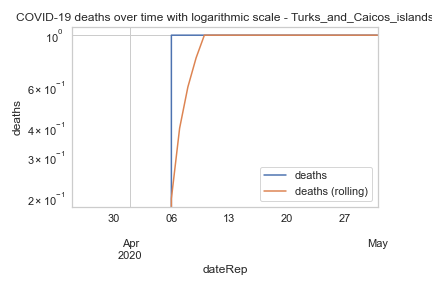 COVID-19 deaths over time with logarithmic scale - Turks_and_Caicos_islands
10⁰
6 × 10⁻¹
4 × 10⁻¹
3 × 10⁻¹
2 × 10⁻¹
deaths
deaths
deaths (rolling)
30 06 13 20 27
Apr May
2020
dateRep